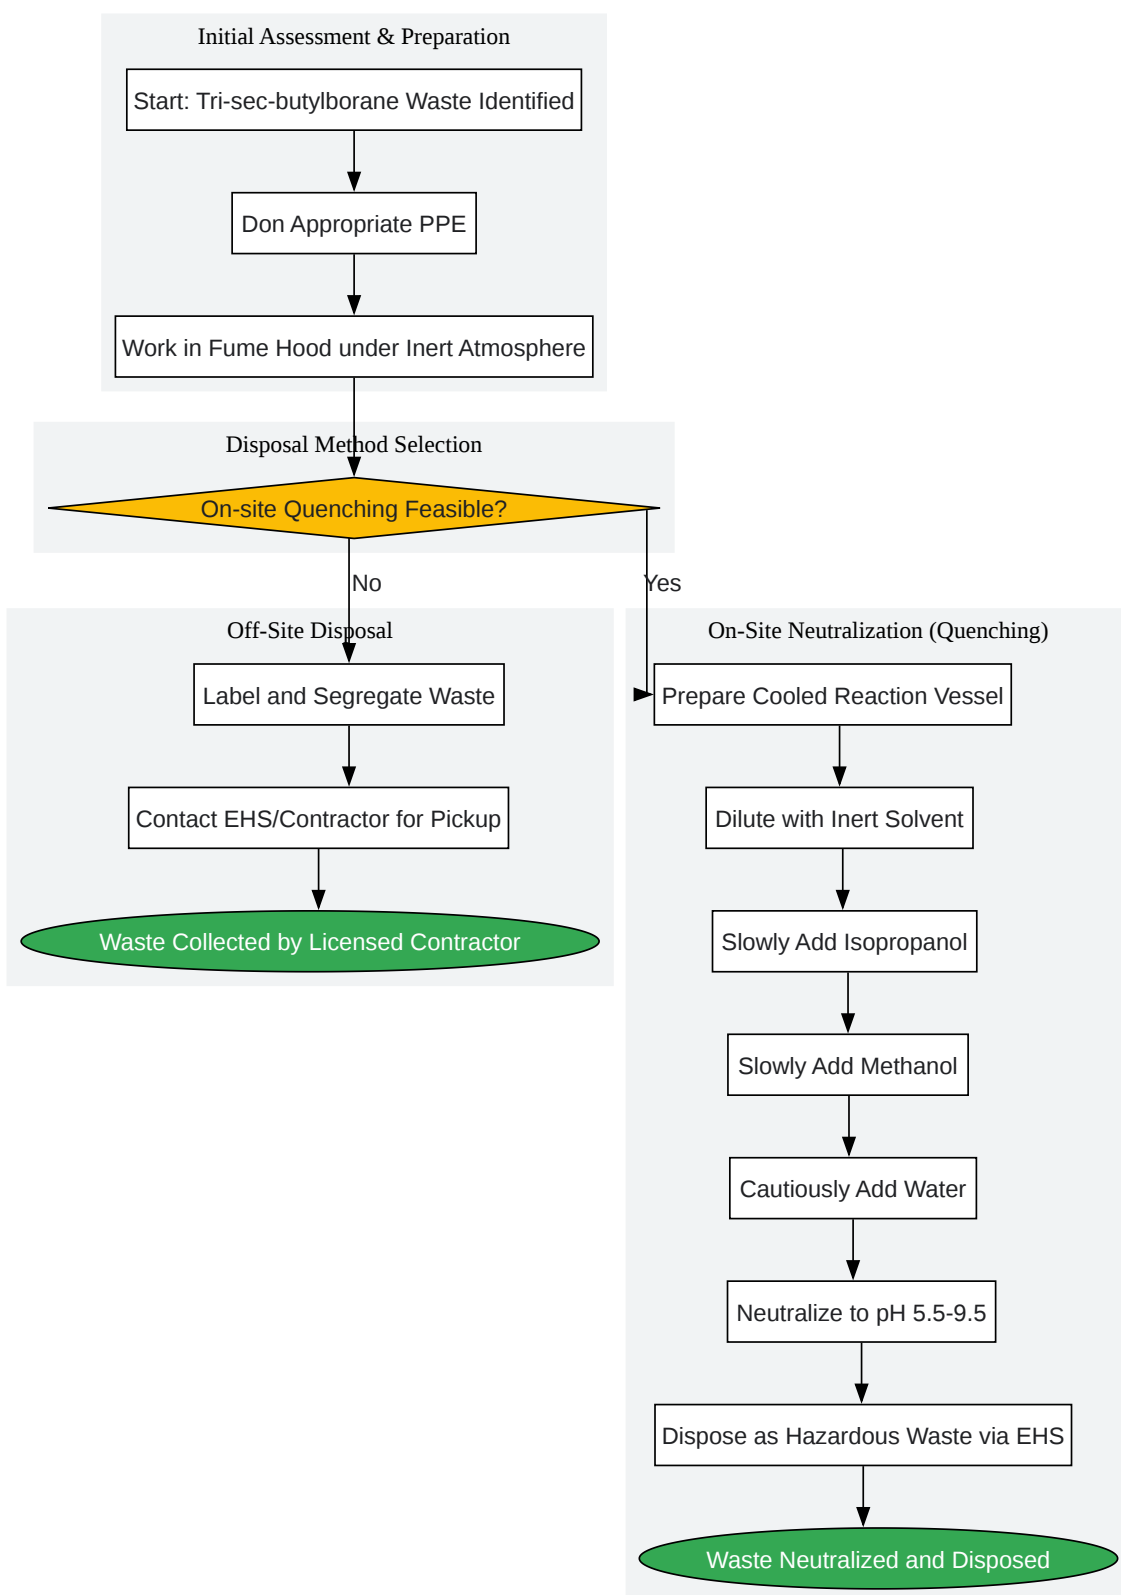 Initial Assessment & Preparation
Start: Tri-sec-butylborane Waste Identified
Don Appropriate PPE
Work in Fume Hood under Inert Atmosphere
Disposal Method Selection
On-site Quenching Feasible?
No
Yes
Off-Site Disposal
Label and Segregate Waste
Contact EHS/Contractor for Pickup
Waste Collected by Licensed Contractor
On-Site Neutralization (Quenching)
Prepare Cooled Reaction Vessel
Dilute with Inert Solvent
Slowly Add Isopropanol
Slowly Add Methanol
Cautiously Add Water
Neutralize to pH 5.5-9.5
Dispose as Hazardous Waste via EHS
Waste Neutralized and Disposed